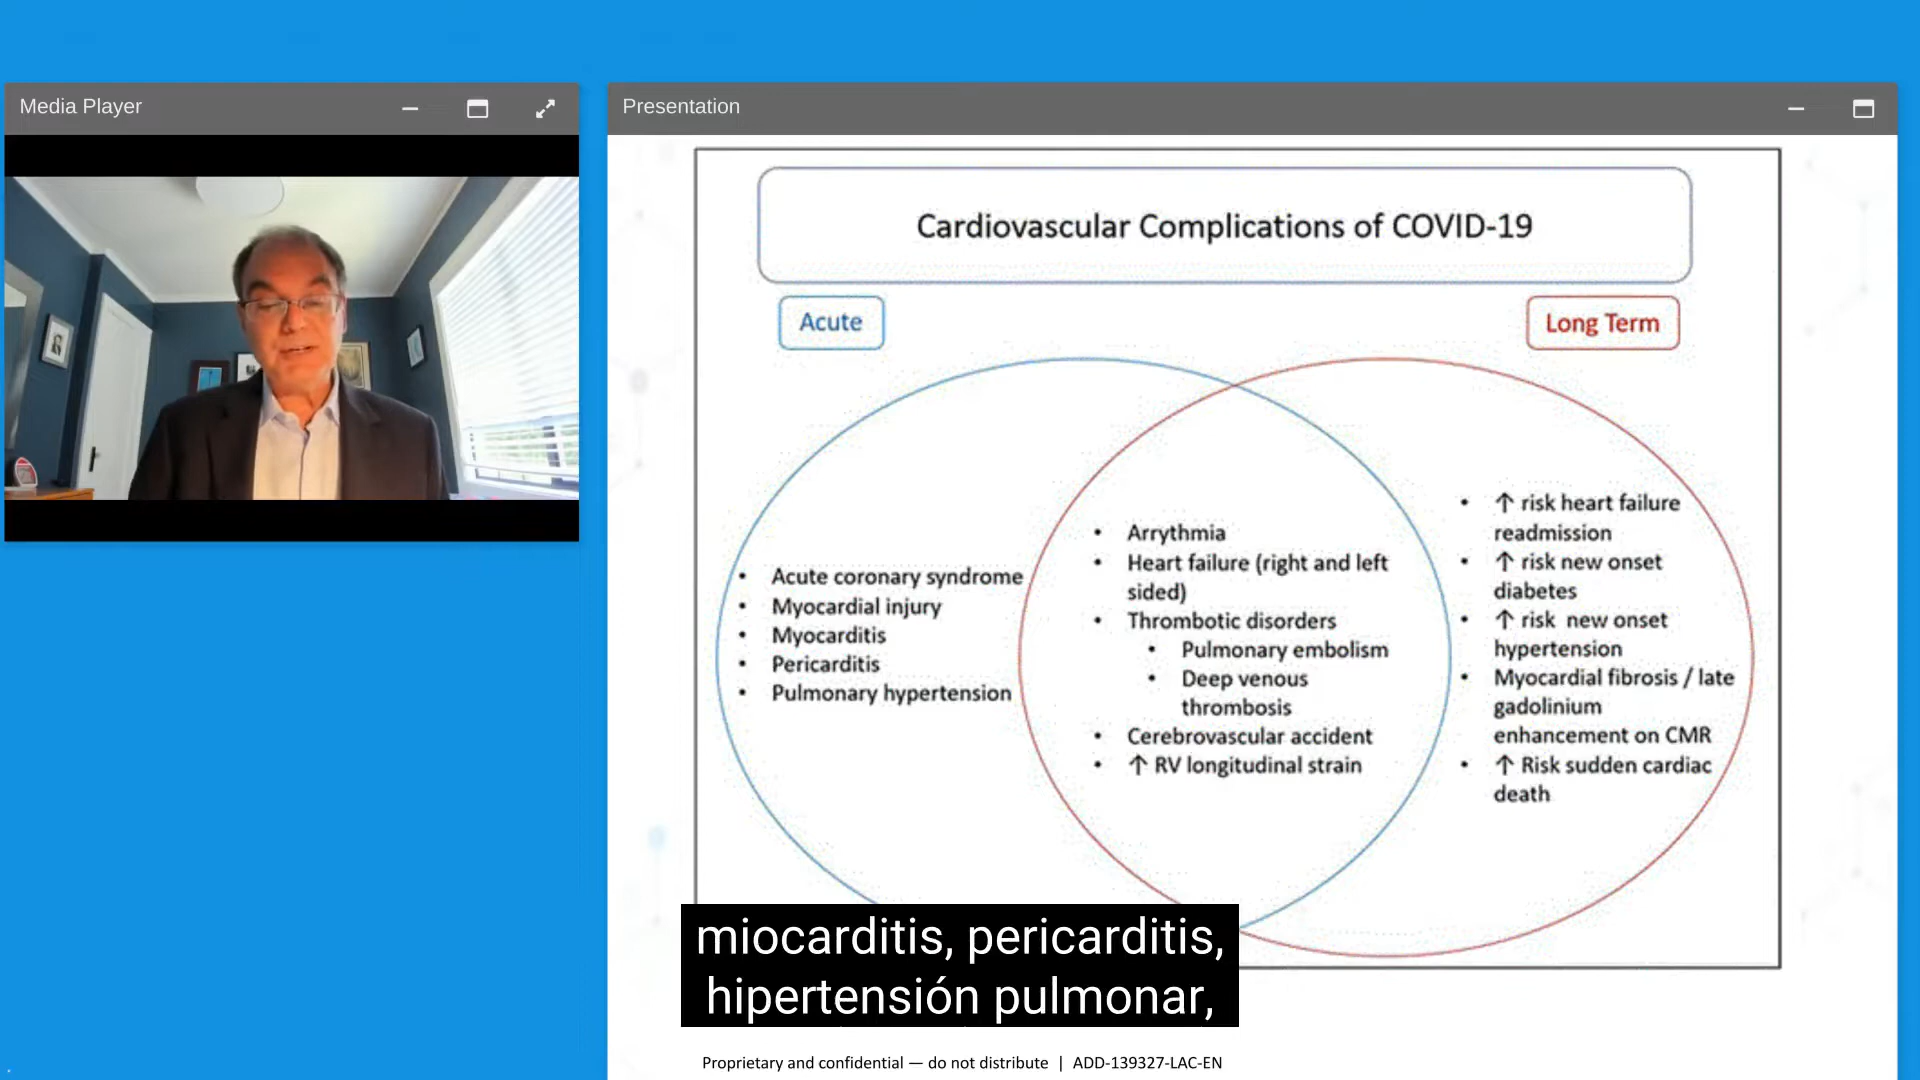 Media Player
Presentation
Cardiovascular Complications of COVID-19
Acute
Long Term
• Acute coronary syndrome
• Myocardial injury
• Myocarditis
• Pericarditis
• Pulmonary hypertension
• Arrythmia
• Heart failure (right and left
sided)
• Thrombotic disorders
• Pulmonary embolism
• Deep venous
thrombosis
• Cerebrovascular accident
• ↑ RV longitudinal strain
• ↑ risk heart failure
readmission
• ↑ risk new onset
diabetes
• ↑ risk new onset
hypertension
• Myocardial fibrosis / late
gadolinium
enhancement on CMR
• ↑ Risk sudden cardiac
death
miocarditis, pericarditis,
hipertensión pulmonar,
Proprietary and confidential — do not distribute | ADD-139327-LAC-EN